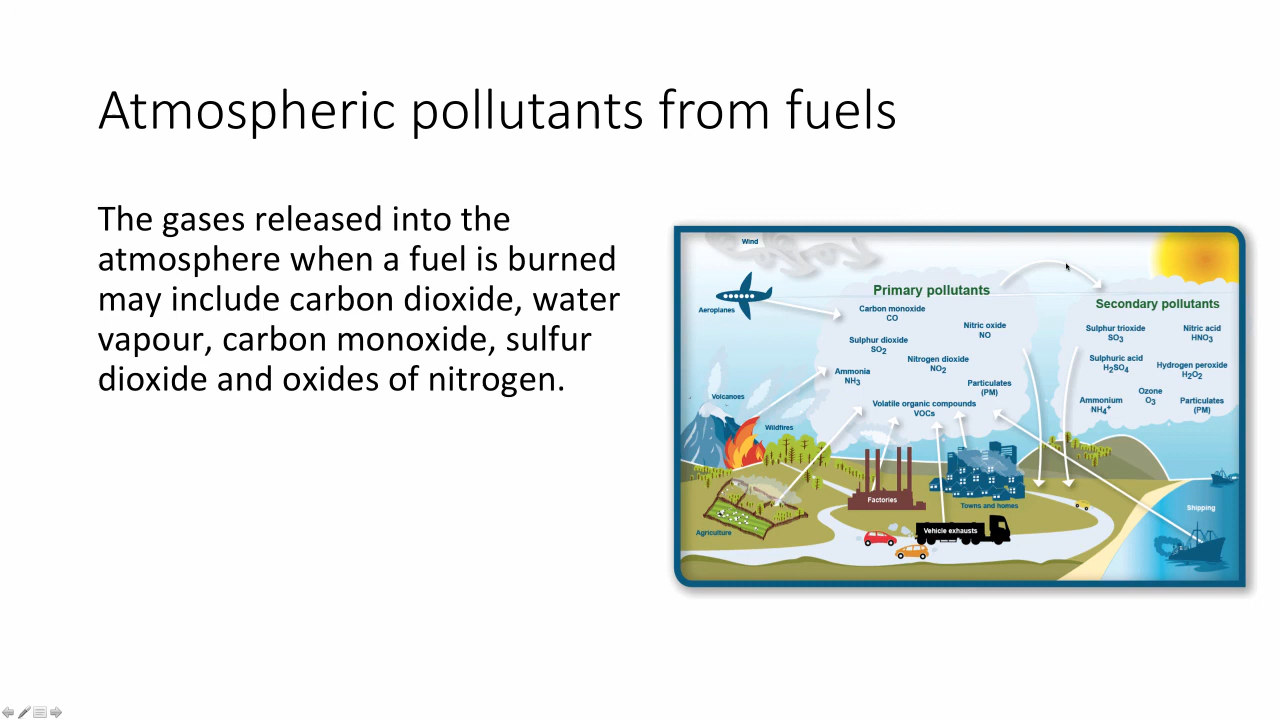 Atmospheric pollutants from fuels
The gases released into the
atmosphere when a fuel is burned
may include carbon dioxide, water
vapour, carbon monoxide, sulfur
dioxide and oxides of nitrogen.
Wind
Aeroplanes
Volcanoes
Wildfires
Agriculture
Primary pollutants
Carbon monoxide
CO
Nitric oxide
NO
Sulphur dioxide
SO2
Nitrogen dioxide
NO2
Ammonia
NH3
Particulates
(PM)
Volatile organic compounds
VOCs
Factories
Towns and homes
Vehicle exhausts
Secondary pollutants
Sulphur trioxide
SO3
Nitric acid
HNO3
Sulphuric acid
H2SO4
Hydrogen peroxide
H2O2
Ozone
O3
Ammonium
NH4+
Particulates
(PM)
Shipping